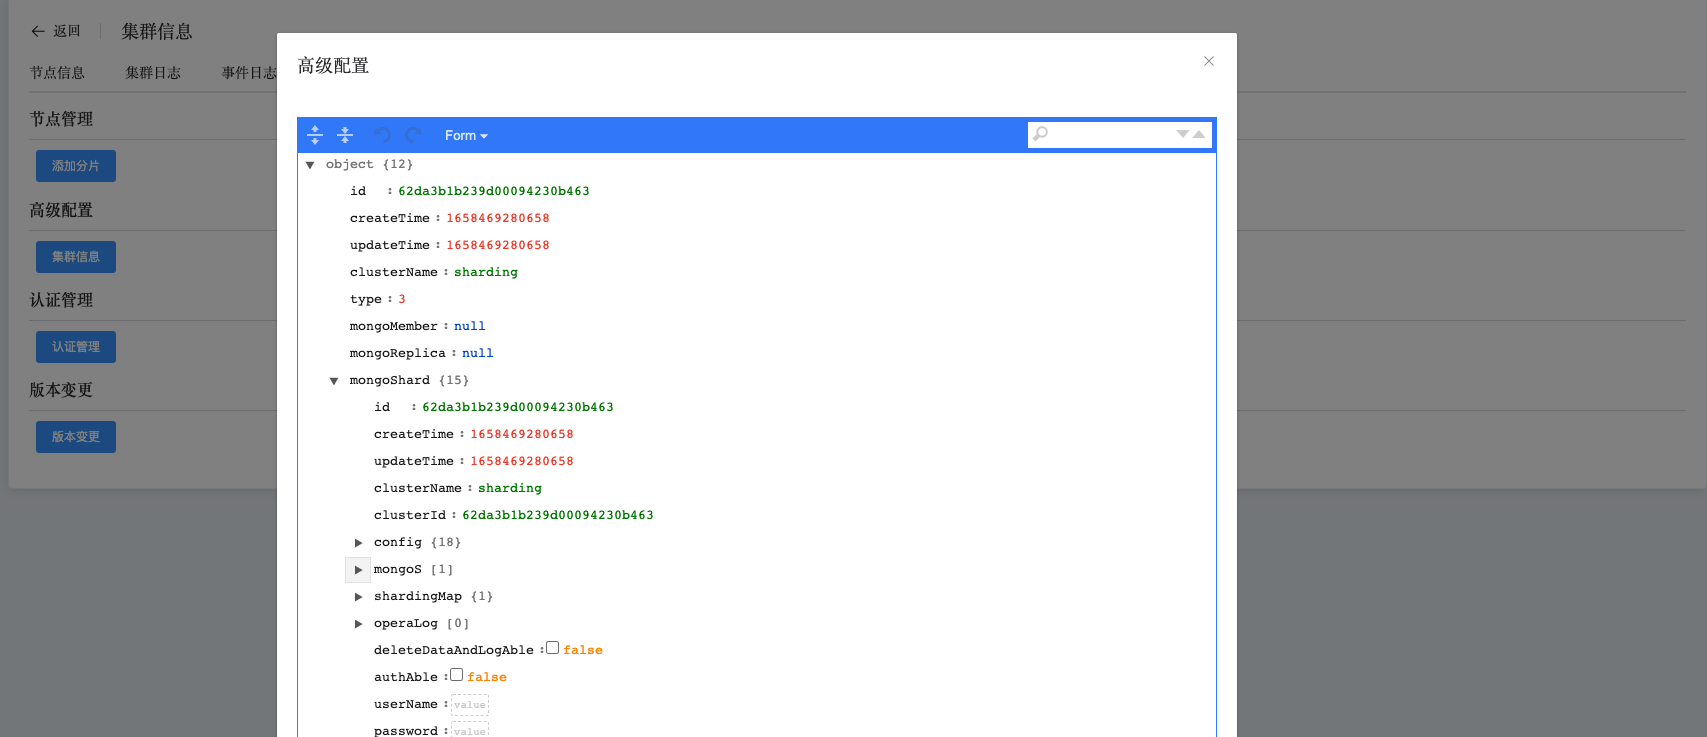 返回 集群信息
节点信息 集群日志 事件日志
节点管理
添加分片
高级配置
集群信息
认证管理
认证管理
版本变更
版本变更
高级配置
Form
object {12}
id : 62da3b1b239d00094230b463
createTime : 1658469280658
updateTime : 1658469280658
clusterName : sharding
type : 3
mongoMember : null
mongoReplica : null
mongoShard {15}
id : 62da3b1b239d00094230b463
createTime : 1658469280658
updateTime : 1658469280658
clusterName : sharding
clusterId : 62da3b1b239d00094230b463
config {18}
mongoS [1]
shardingMap {1}
operaLog [0]
deleteDataAndLogAble : false
authAble : false
userName : value
password : value